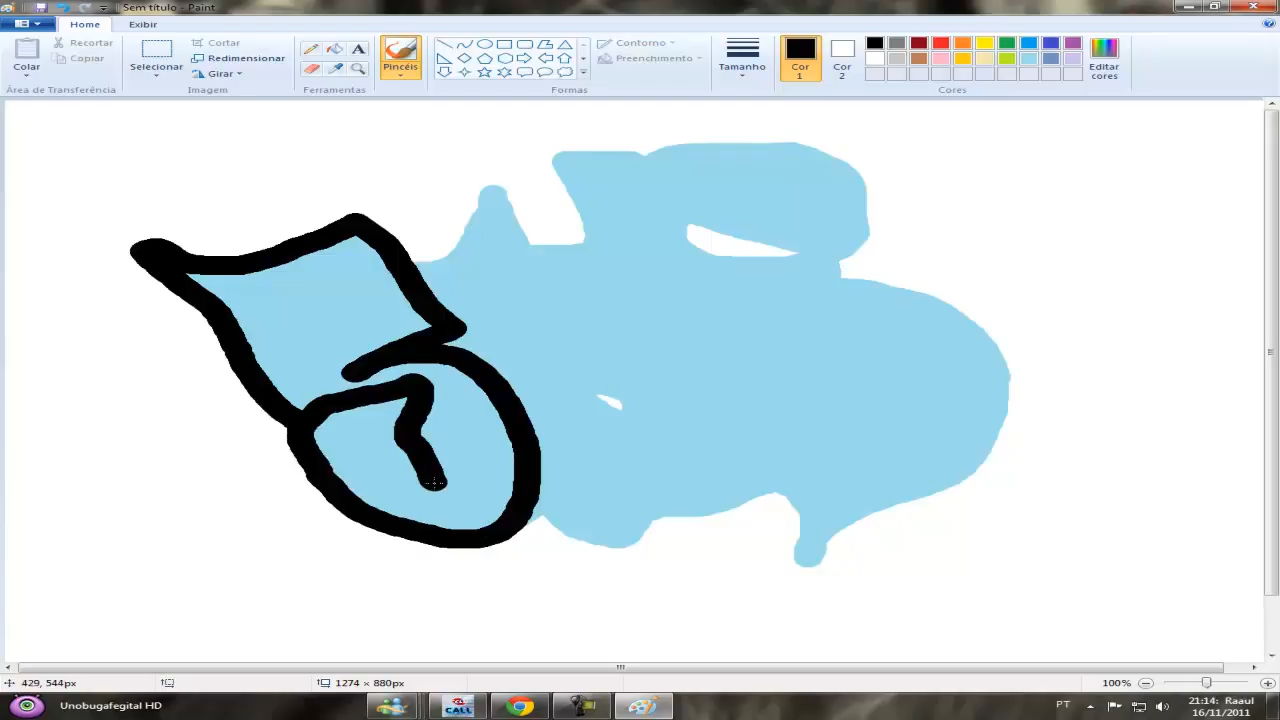 Sem título - Paint
Home Exibir
Colar
Recortar
Copiar
Área de Transferência
Selecionar
Cortar
Redimensionar
Girar
Imagem
A
Ferramentas
Pincéis
Contorno
Preenchimento
Formas
Tamanho
Cor
1
Cor
2
Editar
cores
Cores
429, 544px
1274 × 880px
100%
Unobugafegital HD
CALL
PT
21:14: Raaul
16/11/2011